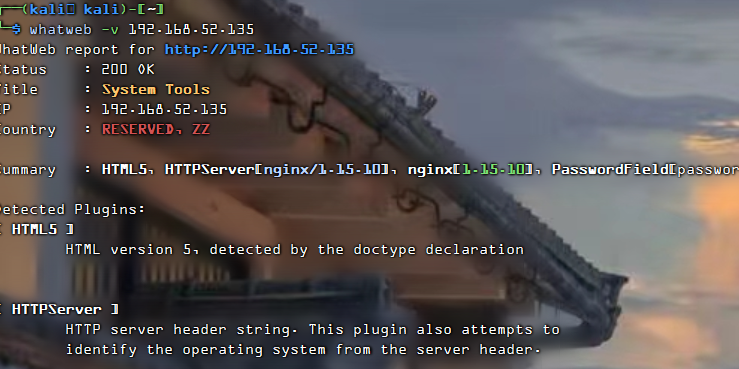 (kali kali)-[~]
$ whatweb -v 192.168.52.135
WhatWeb report for http://192.168.52.135
Status : 200 OK
Title : System Tools
IP : 192.168.52.135
Country : RESERVED, ZZ
Summary : HTML5, HTTPServer[nginx/1.15.10], nginx[1.15.10], PasswordField[passwor
Detected Plugins:
[ HTML5 ]
HTML version 5, detected by the doctype declaration
[ HTTPServer ]
HTTP server header string. This plugin also attempts to
identify the operating system from the server header.